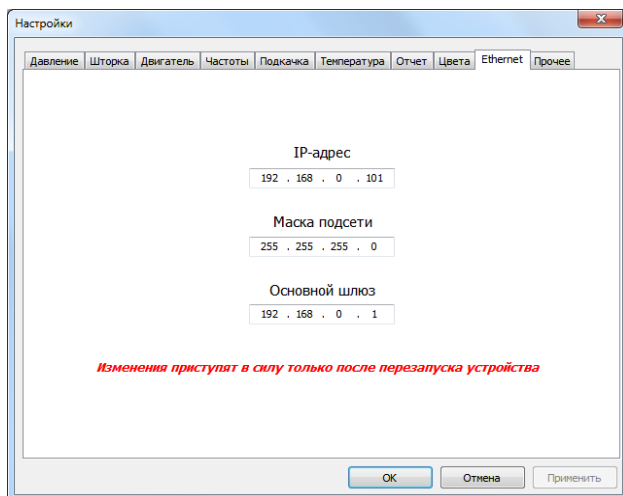 Настройки
Давление Шторка Двигатель Частоты Подкачка Температура Отчет Цвета Ethernet Прочее
IP-адрес
192 . 168 . 0 . 101
Маска подсети
255 . 255 . 255 . 0
Основной шлюз
192 . 168 . 0 . 1
Изменения приступят в силу только после перезапуска устройства
OK Отмена Применить